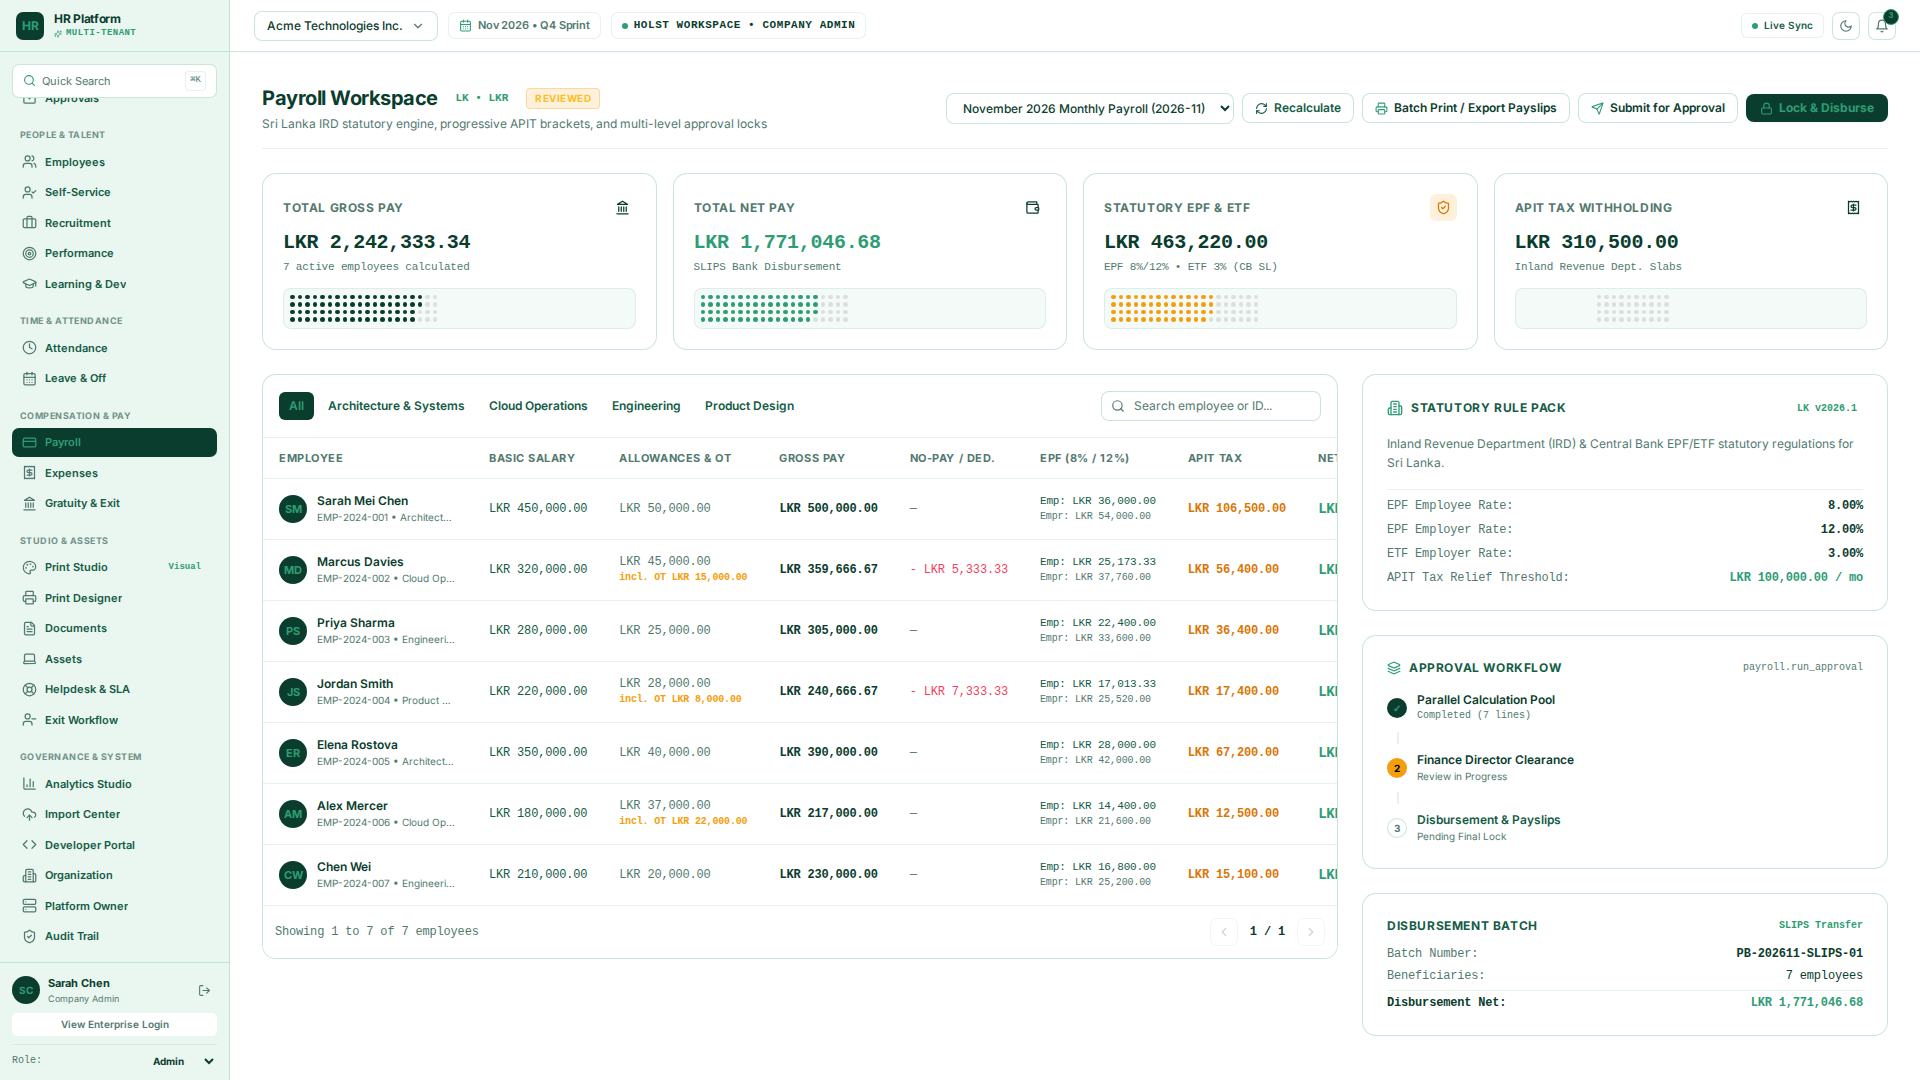 HR
HR Platform
MULTI-TENANT
Quick Search
⌘K
Approvals
PEOPLE & TALENT
Employees
Self-Service
Recruitment
Performance
Learning & Dev
TIME & ATTENDANCE
Attendance
Leave & Off
COMPENSATION & PAY
Payroll
Expenses
Gratuity & Exit
STUDIO & ASSETS
Print Studio Visual
Print Designer
Documents
Assets
Helpdesk & SLA
Exit Workflow
GOVERNANCE & SYSTEM
Analytics Studio
Import Center
Developer Portal
Organization
Platform Owner
Audit Trail
SC
Sarah Chen
Company Admin
View Enterprise Login
Role: Admin
Acme Technologies Inc.
Nov 2026 • Q4 Sprint
HOLST WORKSPACE • COMPANY ADMIN
Live Sync
3
Payroll Workspace LK • LKR REVIEWED
Sri Lanka IRD statutory engine, progressive APIT brackets, and multi-level approval locks
November 2026 Monthly Payroll (2026-11)
Recalculate
Batch Print / Export Payslips
Submit for Approval
Lock & Disburse
TOTAL GROSS PAY
LKR 2,242,333.34
7 active employees calculated
TOTAL NET PAY
LKR 1,771,046.68
SLIPS Bank Disbursement
STATUTORY EPF & ETF
LKR 463,220.00
EPF 8%/12% • ETF 3% (CB SL)
APIT TAX WITHHOLDING
LKR 310,500.00
Inland Revenue Dept. Slabs
All Architecture & Systems Cloud Operations Engineering Product Design
Search employee or ID...
EMPLOYEE BASIC SALARY ALLOWANCES & OT GROSS PAY NO-PAY / DED. EPF (8% / 12%) APIT TAX NET
SM Sarah Mei Chen LKR 450,000.00 LKR 50,000.00 LKR 500,000.00 — Emp: LKR 36,000.00 LKR 106,500.00 LKR
EMP-2024-001 • Architect... Empr: LKR 54,000.00
MD Marcus Davies LKR 320,000.00 LKR 45,000.00 LKR 359,666.67 - LKR 5,333.33 Emp: LKR 25,173.33 LKR 56,400.00 LKR
EMP-2024-002 • Cloud Op... incl. OT LKR 15,000.00 Empr: LKR 37,760.00
PS Priya Sharma LKR 280,000.00 LKR 25,000.00 LKR 305,000.00 — Emp: LKR 22,400.00 LKR 36,400.00 LKR
EMP-2024-003 • Engineeri... Empr: LKR 33,600.00
JS Jordan Smith LKR 220,000.00 LKR 28,000.00 LKR 240,666.67 - LKR 7,333.33 Emp: LKR 17,013.33 LKR 17,400.00 LKR
EMP-2024-004 • Product ... incl. OT LKR 8,000.00 Empr: LKR 25,520.00
ER Elena Rostova LKR 350,000.00 LKR 40,000.00 LKR 390,000.00 — Emp: LKR 28,000.00 LKR 67,200.00 LKR
EMP-2024-005 • Architect... Empr: LKR 42,000.00
AM Alex Mercer LKR 180,000.00 LKR 37,000.00 LKR 217,000.00 — Emp: LKR 14,400.00 LKR 12,500.00 LKR
EMP-2024-006 • Cloud Op... incl. OT LKR 22,000.00 Empr: LKR 21,600.00
CW Chen Wei LKR 210,000.00 LKR 20,000.00 LKR 230,000.00 — Emp: LKR 16,800.00 LKR 15,100.00 LKR
EMP-2024-007 • Engineeri... Empr: LKR 25,200.00
Showing 1 to 7 of 7 employees 1 / 1
STATUTORY RULE PACK LK v2026.1
Inland Revenue Department (IRD) & Central Bank EPF/ETF statutory regulations for
Sri Lanka.
EPF Employee Rate: 8.00%
EPF Employer Rate: 12.00%
ETF Employer Rate: 3.00%
APIT Tax Relief Threshold: LKR 100,000.00 / mo
APPROVAL WORKFLOW payroll.run_approval
✓ Parallel Calculation Pool
Completed (7 lines)
2 Finance Director Clearance
Review in Progress
3 Disbursement & Payslips
Pending Final Lock
DISBURSEMENT BATCH SLIPS Transfer
Batch Number: PB-202611-SLIPS-01
Beneficiaries: 7 employees
Disbursement Net: LKR 1,771,046.68